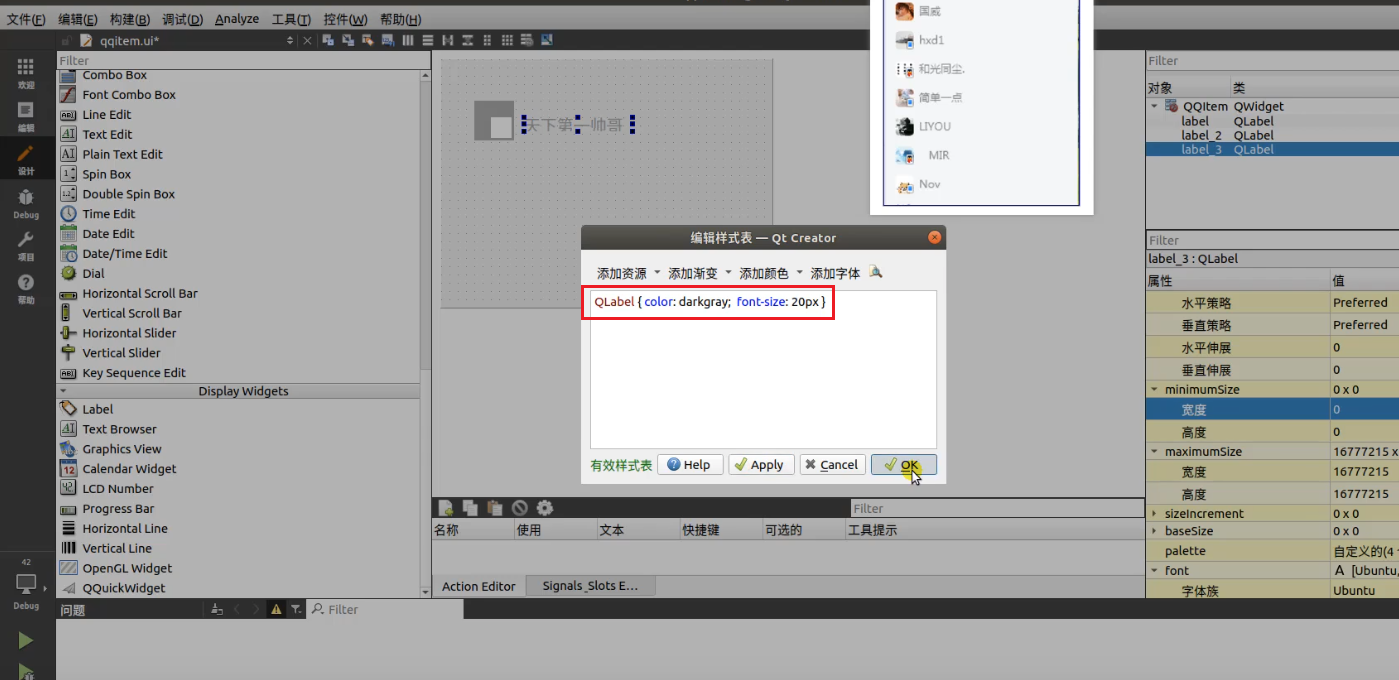 文件(F) 编辑(E) 构建(B) 调试(D) Analyze 工具(T) 控件(W) 帮助(H)
qqitem.ui*
欢迎
编辑
设计
Debug
项目
帮助
42
Debug
Filter
Combo Box
Font Combo Box
Line Edit
Text Edit
Plain Text Edit
Spin Box
Double Spin Box
Time Edit
Date Edit
Date/Time Edit
Dial
Horizontal Scroll Bar
Vertical Scroll Bar
Horizontal Slider
Vertical Slider
Key Sequence Edit
Display Widgets
Label
Text Browser
Graphics View
Calendar Widget
LCD Number
Progress Bar
Horizontal Line
Vertical Line
OpenGL Widget
QQuickWidget
天下第一帅哥
国威
hxd1
和光同尘.
简单一点
LIYOU
MIR
Nov
编辑样式表 — Qt Creator
添加资源 添加渐变 添加颜色 添加字体
QLabel { color: darkgray; font-size: 20px }
有效样式表 Help Apply Cancel OK
Filter
名称 使用 文本 快捷键 可选的 工具提示
Action Editor Signals_Slots E...
问题 Filter
Filter
对象 类
QQItem QWidget
label QLabel
label_2 QLabel
label_3 QLabel
Filter
label_3 : QLabel
属性 值
水平策略 Preferred
垂直策略 Preferred
水平伸展 0
垂直伸展 0
minimumSize 0 x 0
宽度 0
高度 0
maximumSize 16777215 x
宽度 16777215
高度 16777215
sizeIncrement 0 x 0
baseSize 0 x 0
palette 自定义的(4
font A [Ubuntu,
字体族 Ubuntu